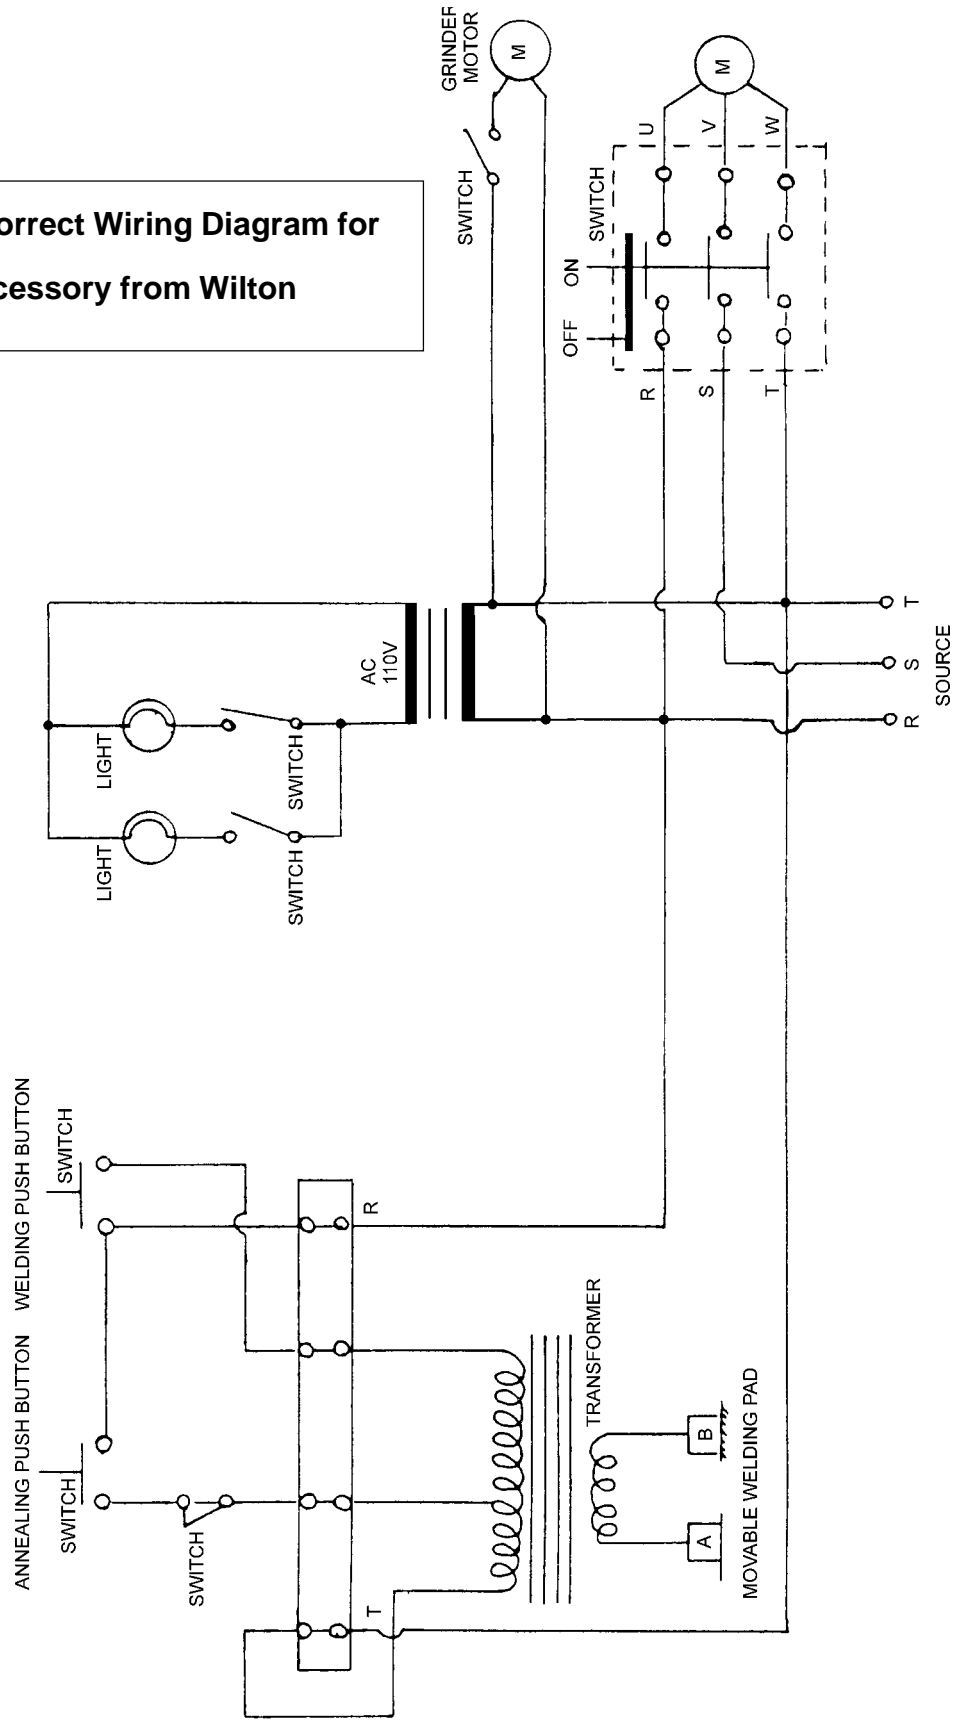 orrect Wiring Diagram for
cessory from Wilton
GRINDER
MOTOR
M
SWITCH
M
U
V
W
SWITCH
ON
OFF
R
S
T
AC
110V
LIGHT
SWITCH
LIGHT
SWITCH
T
S
R
SOURCE
WELDING PUSH BUTTON
SWITCH
ANNEALING PUSH BUTTON
SWITCH
SWITCH
R
T
TRANSFORMER
A
B
MOVABLE WELDING PAD